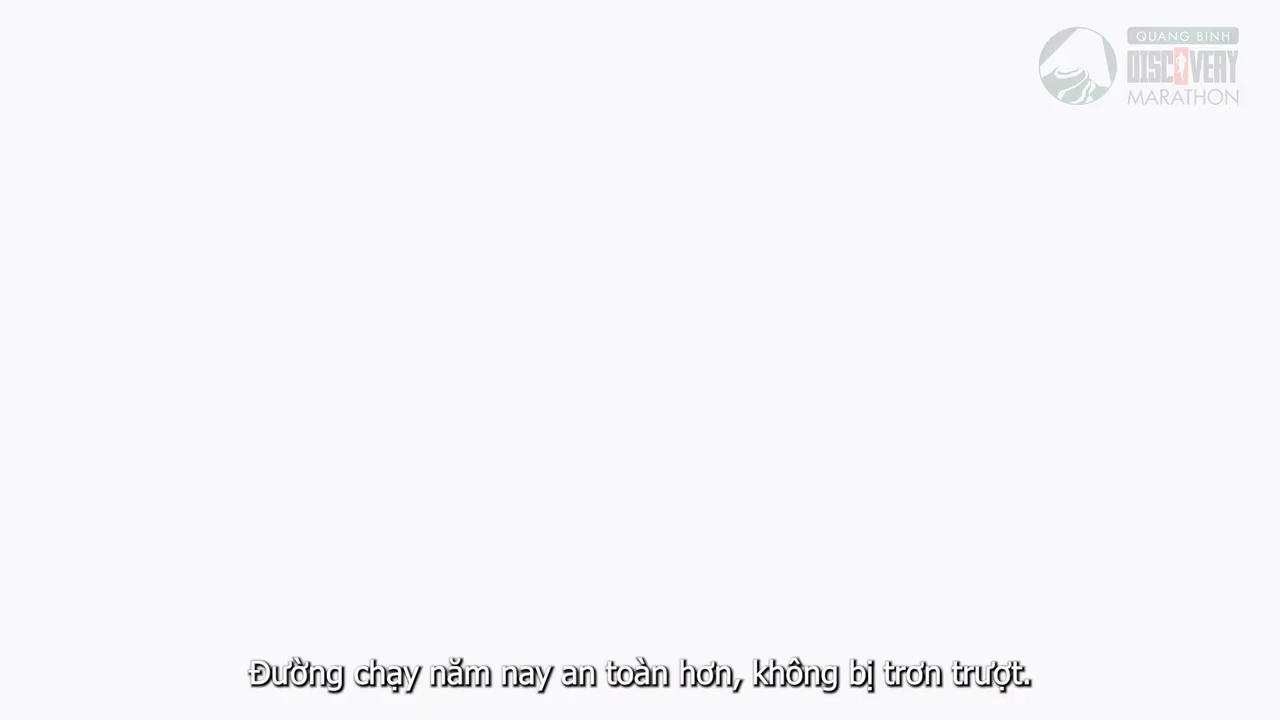 QUANG BINH
DISCOVERY
MARATHON
Đường chạy năm nay an toàn hơn, không bị trơn trượt.